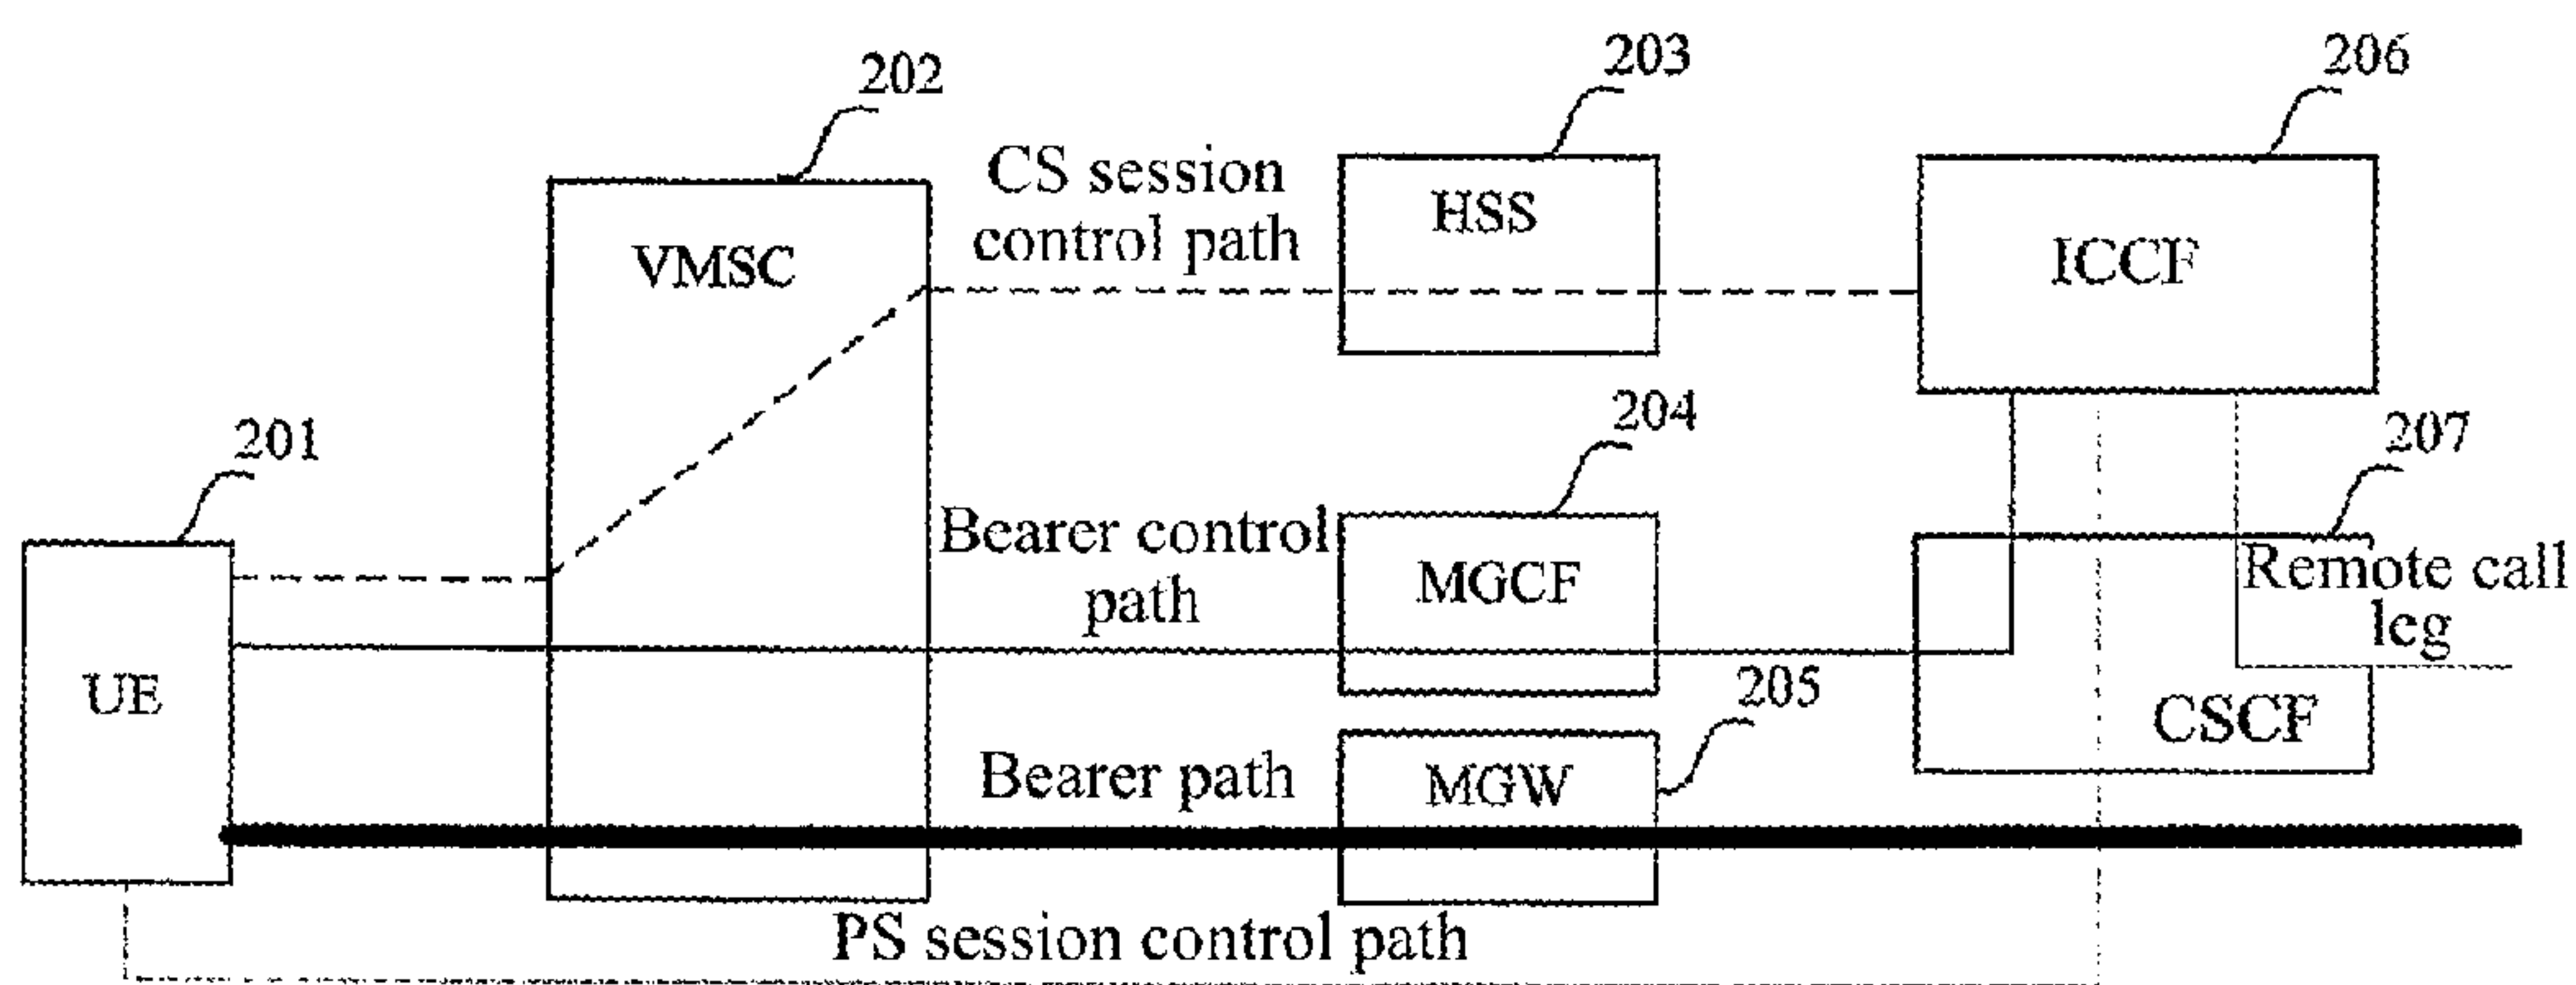 203
206
202
CS session
control path
HSS
VMSC
ICCF
204
207
201
Bearer control
path
MGCF
Remote call
leg
UE
205
CSCF
Bearer path
MGW
PS session control path